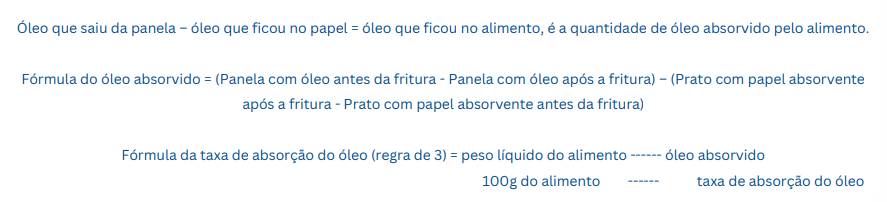 Óleo que saiu da panela – óleo que ficou no papel = óleo que ficou no alimento, é a quantidade de óleo absorvido pelo alimento.
Fórmula do óleo absorvido = (Panela com óleo antes da fritura - Panela com óleo após a fritura) – (Prato com papel absorvente
após a fritura - Prato com papel absorvente antes da fritura)
Fórmula da taxa de absorção do óleo (regra de 3) = peso líquido do alimento ------ óleo absorvido
100g do alimento ------ taxa de absorção do óleo